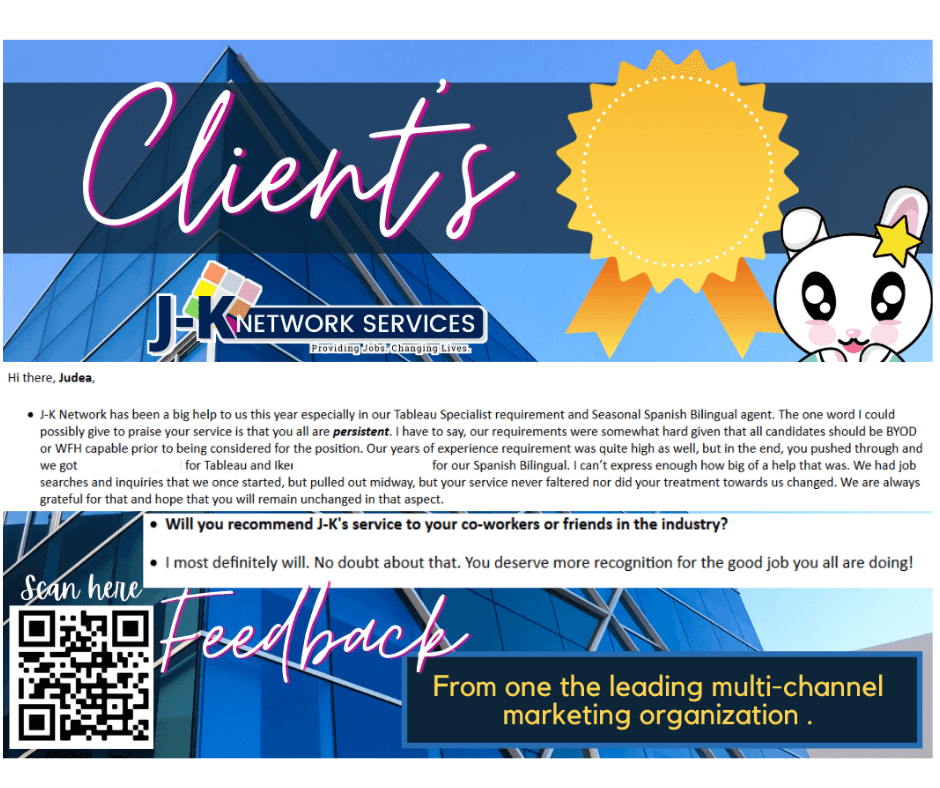 Client's
J-K NETWORK SERVICES
Providing Jobs. Changing Lives.
Hi there, Judea,
• J-K Network has been a big help to us this year especially in our Tableau Specialist requirement and Seasonal Spanish Bilingual agent. The one word I could
possibly give to praise your service is that you all are persistent. I have to say, our requirements were somewhat hard given that all candidates should be BYOD
or WFH capable prior to being considered for the position. Our years of experience requirement was quite high as well, but in the end, you pushed through and
we got for Tableau and Iker for our Spanish Bilingual. I can't express enough how big of a help that was. We had job
searches and inquiries that we once started, but pulled out midway, but your service never faltered nor did your treatment towards us changed. We are always
grateful for that and hope that you will remain unchanged in that aspect.
• Will you recommend J-K's service to your co-workers or friends in the industry?
• I most definitely will. No doubt about that. You deserve more recognition for the good job you all are doing!
Scan here
Feedback
From one the leading multi-channel
marketing organization .